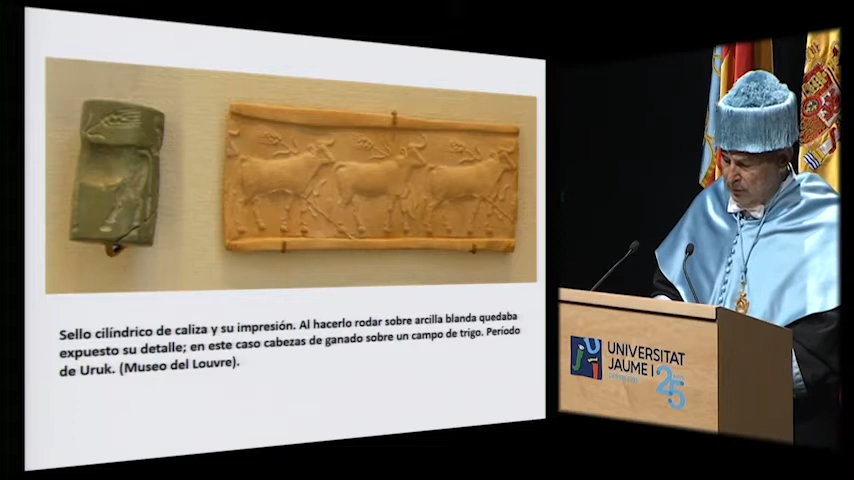 Sello cilíndrico de caliza y su impresión. Al hacerlo rodar sobre arcilla blanda quedaba
expuesto su detalle; en este caso cabezas de ganado sobre un campo de trigo. Período
de Uruk. (Museo del Louvre).
UNIVERSITAT
JAUME I
25